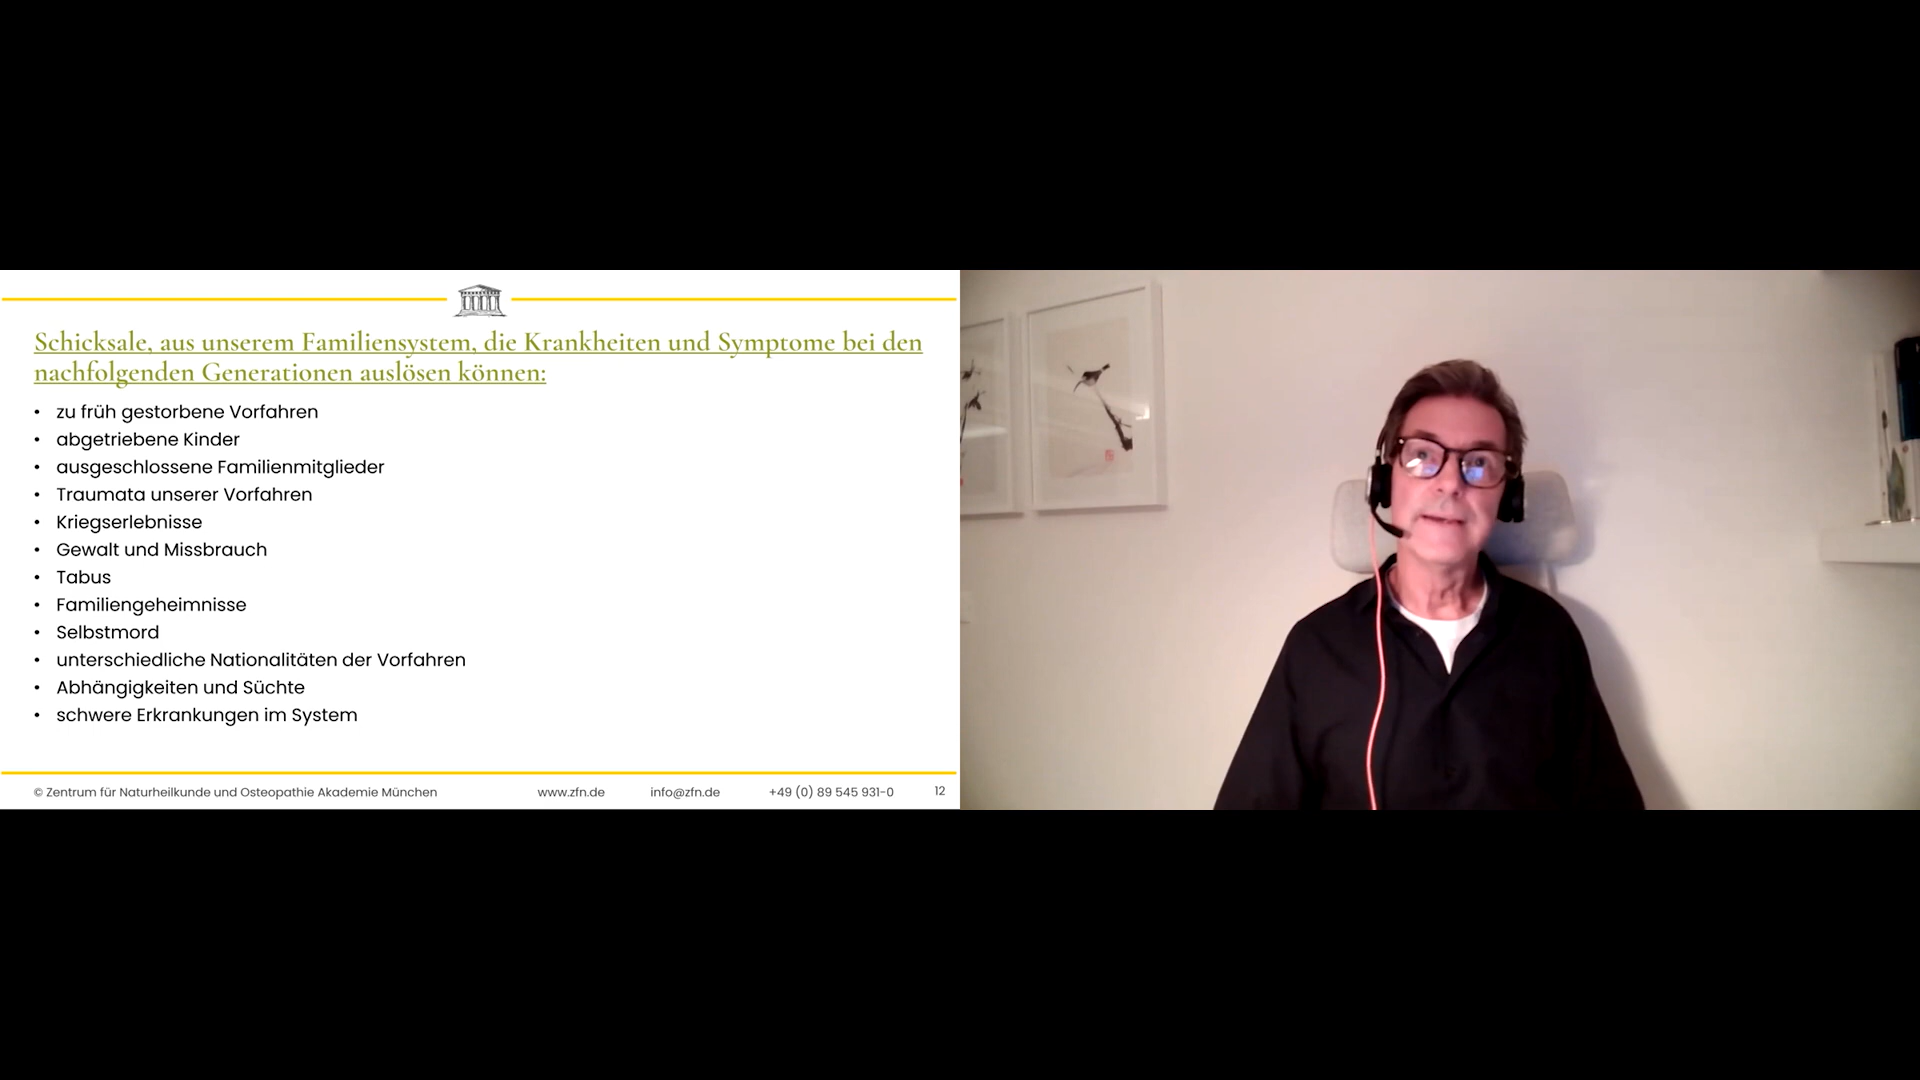 Schicksale, aus unserem Familiensystem, die Krankheiten und Symptome bei den
nachfolgenden Generationen auslösen können:
• zu früh gestorbene Vorfahren
• abgetriebene Kinder
• ausgeschlossene Familienmitglieder
• Traumata unserer Vorfahren
• Kriegserlebnisse
• Gewalt und Missbrauch
• Tabus
• Familiengeheimnisse
• Selbstmord
• unterschiedliche Nationalitäten der Vorfahren
• Abhängigkeiten und Süchte
• schwere Erkrankungen im System
© Zentrum für Naturheilkunde und Osteopathie Akademie München www.zfn.de info@zfn.de +49 (0) 89 545 931-0 12